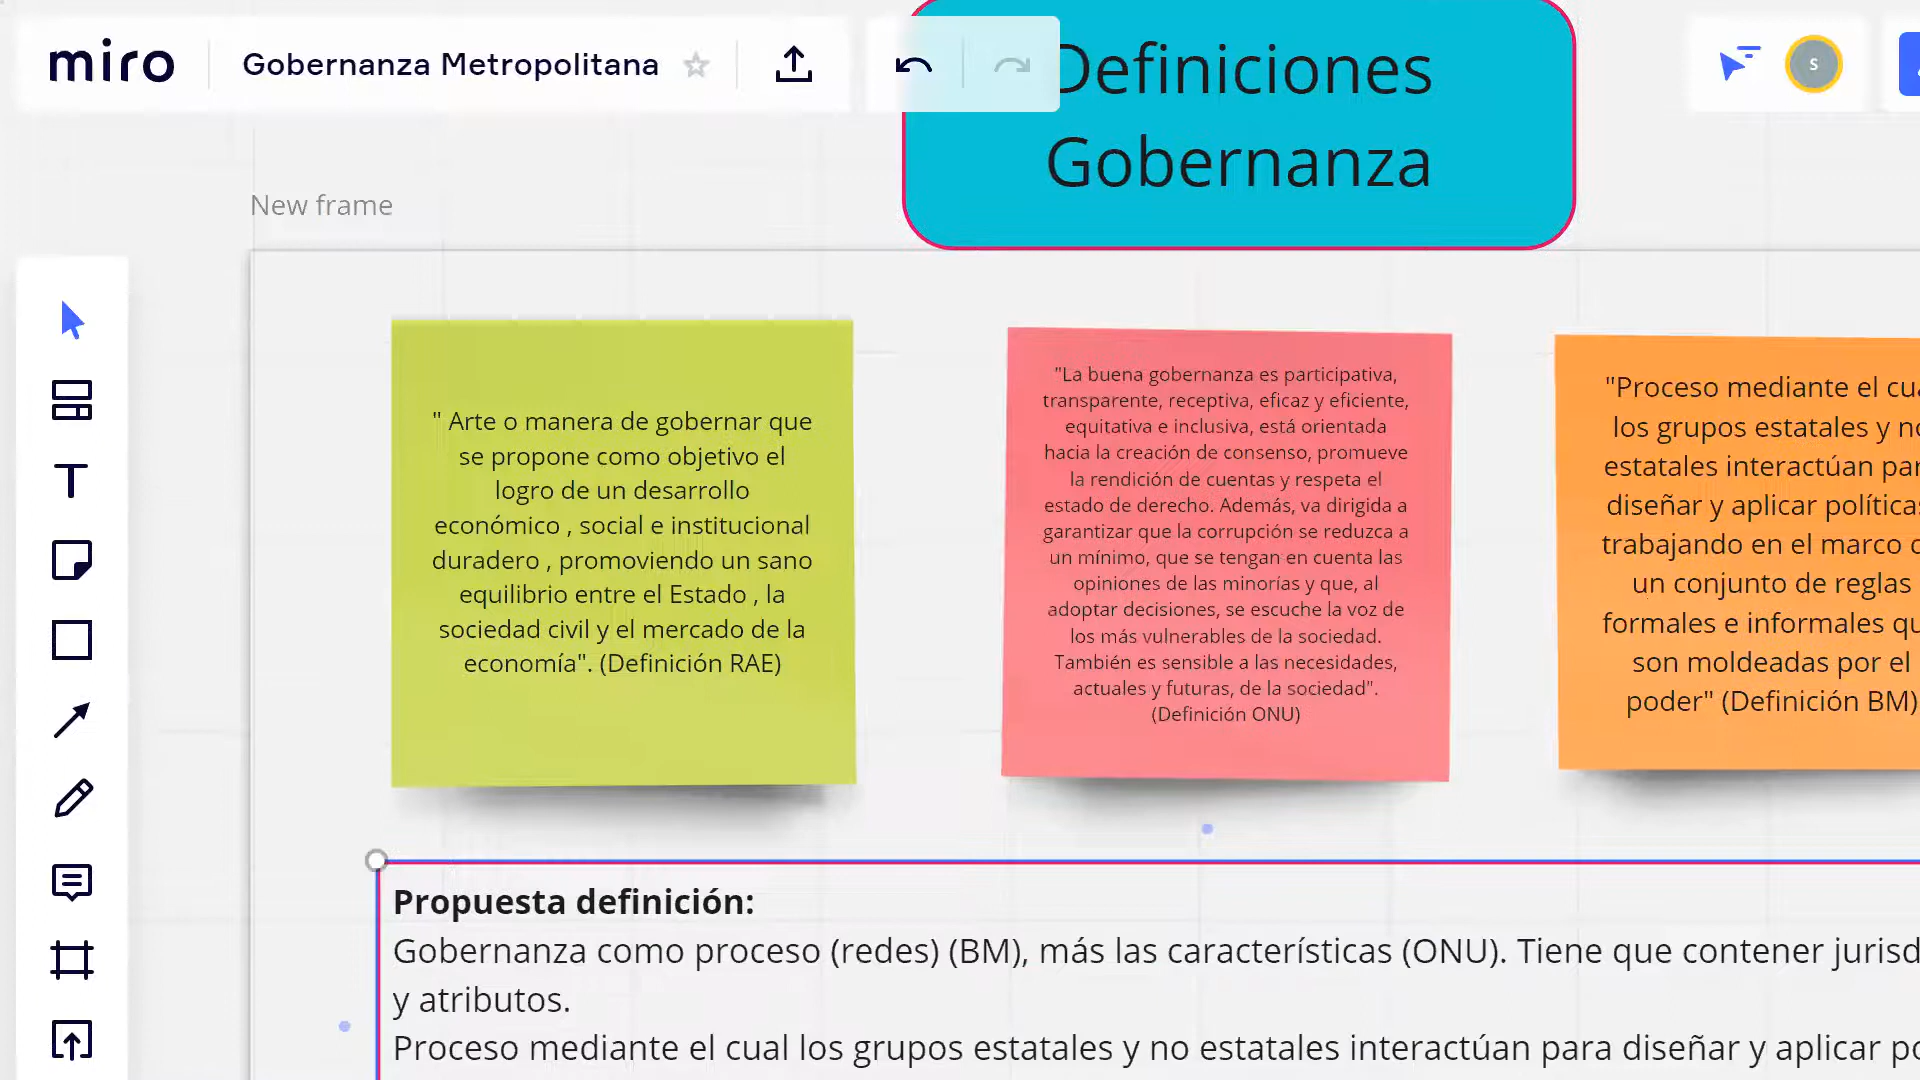 miro
Gobernanza Metropolitana
Definiciones
Gobernanza
S
New frame
" Arte o manera de gobernar que
se propone como objetivo el
logro de un desarrollo
económico , social e institucional
duradero , promoviendo un sano
equilibrio entre el Estado , la
sociedad civil y el mercado de la
economía". (Definición RAE)
"La buena gobernanza es participativa,
transparente, receptiva, eficaz y eficiente,
equitativa e inclusiva, está orientada
hacia la creación de consenso, promueve
la rendición de cuentas y respeta el
estado de derecho. Además, va dirigida a
garantizar que la corrupción se reduzca a
un mínimo, que se tengan en cuenta las
opiniones de las minorías y que, al
adoptar decisiones, se escuche la voz de
los más vulnerables de la sociedad.
También es sensible a las necesidades,
actuales y futuras, de la sociedad".
(Definición ONU)
"Proceso mediante el
los grupos estatales y
estatales interactúan
diseñar y aplicar
trabajando en el marco
un conjunto de reglas
formales e informales
son moldeadas por el
poder" (Definición BM)
Propuesta definición:
Gobernanza como proceso (redes) (BM), más las características (ONU). Tiene que contener
y atributos.
Proceso mediante el cual los grupos estatales y no estatales interactúan para diseñar y aplicar